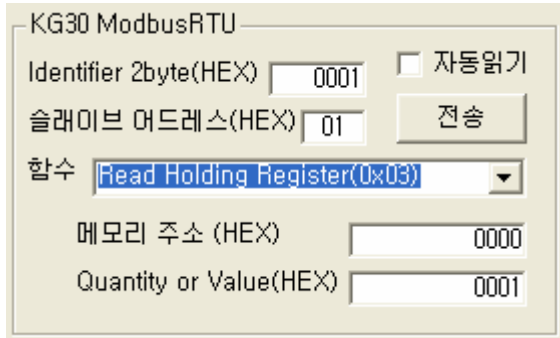 KG30 ModbusRTU
Identifier 2byte(HEX) 0001 자동읽기
슬래이브 어드레스(HEX) 01 전송
함수 Read Holding Register(0x03)
메모리 주소 (HEX) 0000
Quantity or Value(HEX) 0001